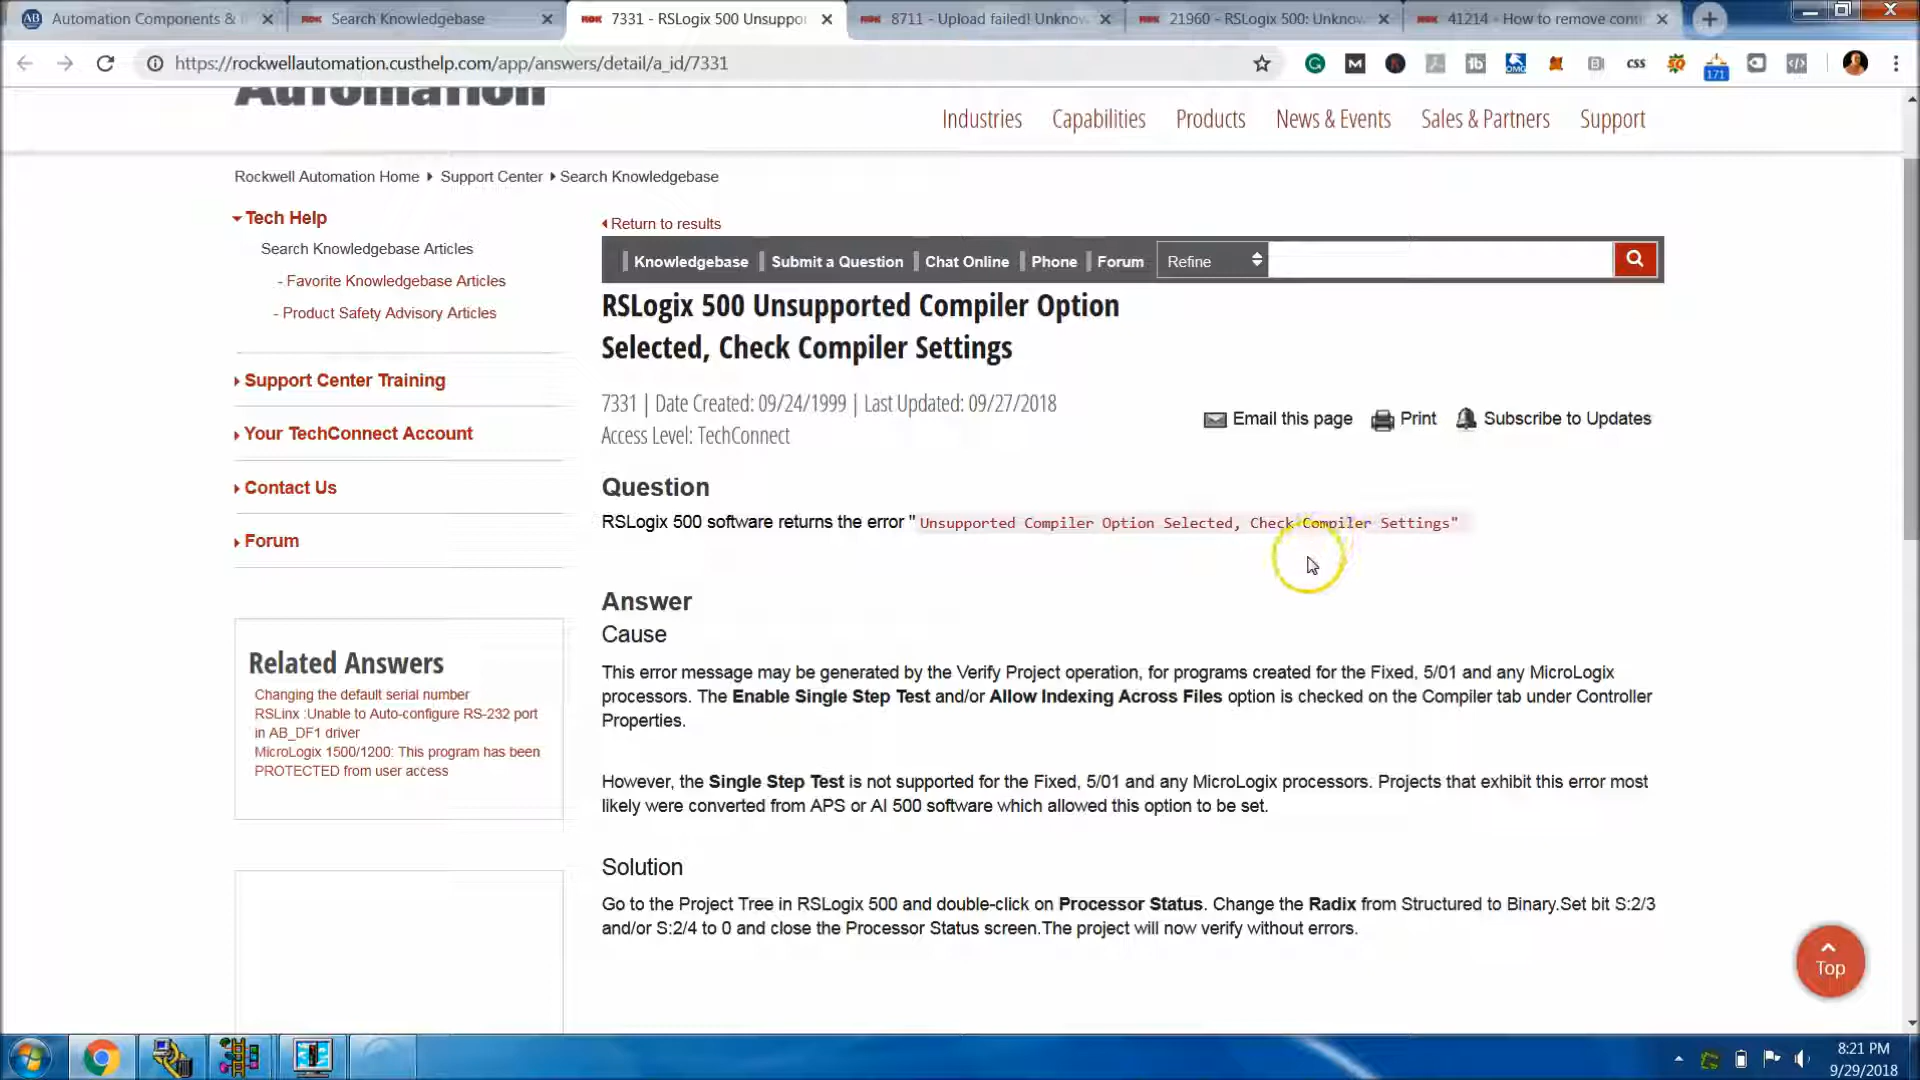 Automation Components & I
Search Knowledgebase
7331 - RSLogix 500 Unsuppo
8711 - Upload failed! Unknow
21960 - RSLogix 500: Unknow
41214 - How to remove cont
https://rockwellautomation.custhelp.com/app/answers/detail/a_id/7331
CSS
171
Automation
Industries Capabilities Products News & Events Sales & Partners Support
Rockwell Automation Home Support Center Search Knowledgebase
Tech Help
Search Knowledgebase Articles
- Favorite Knowledgebase Articles
- Product Safety Advisory Articles
Support Center Training
Your TechConnect Account
Contact Us
Forum
Related Answers
Changing the default serial number
RSLinx :Unable to Auto-configure RS-232 port
in AB_DF1 driver
MicroLogix 1500/1200: This program has been
PROTECTED from user access
Return to results
Knowledgebase Submit a Question Chat Online Phone Forum Refine
RSLogix 500 Unsupported Compiler Option
Selected, Check Compiler Settings
7331 | Date Created: 09/24/1999 | Last Updated: 09/27/2018
Access Level: TechConnect
Email this page Print Subscribe to Updates
Question
RSLogix 500 software returns the error " Unsupported Compiler Option Selected, Check Compiler Settings"
Answer
Cause
This error message may be generated by the Verify Project operation, for programs created for the Fixed, 5/01 and any MicroLogix
processors. The Enable Single Step Test and/or Allow Indexing Across Files option is checked on the Compiler tab under Controller
Properties.
However, the Single Step Test is not supported for the Fixed, 5/01 and any MicroLogix processors. Projects that exhibit this error most
likely were converted from APS or AI 500 software which allowed this option to be set.
Solution
Go to the Project Tree in RSLogix 500 and double-click on Processor Status. Change the Radix from Structured to Binary.Set bit S:2/3
and/or S:2/4 to 0 and close the Processor Status screen.The project will now verify without errors.
Top
8:21 PM
9/29/2018